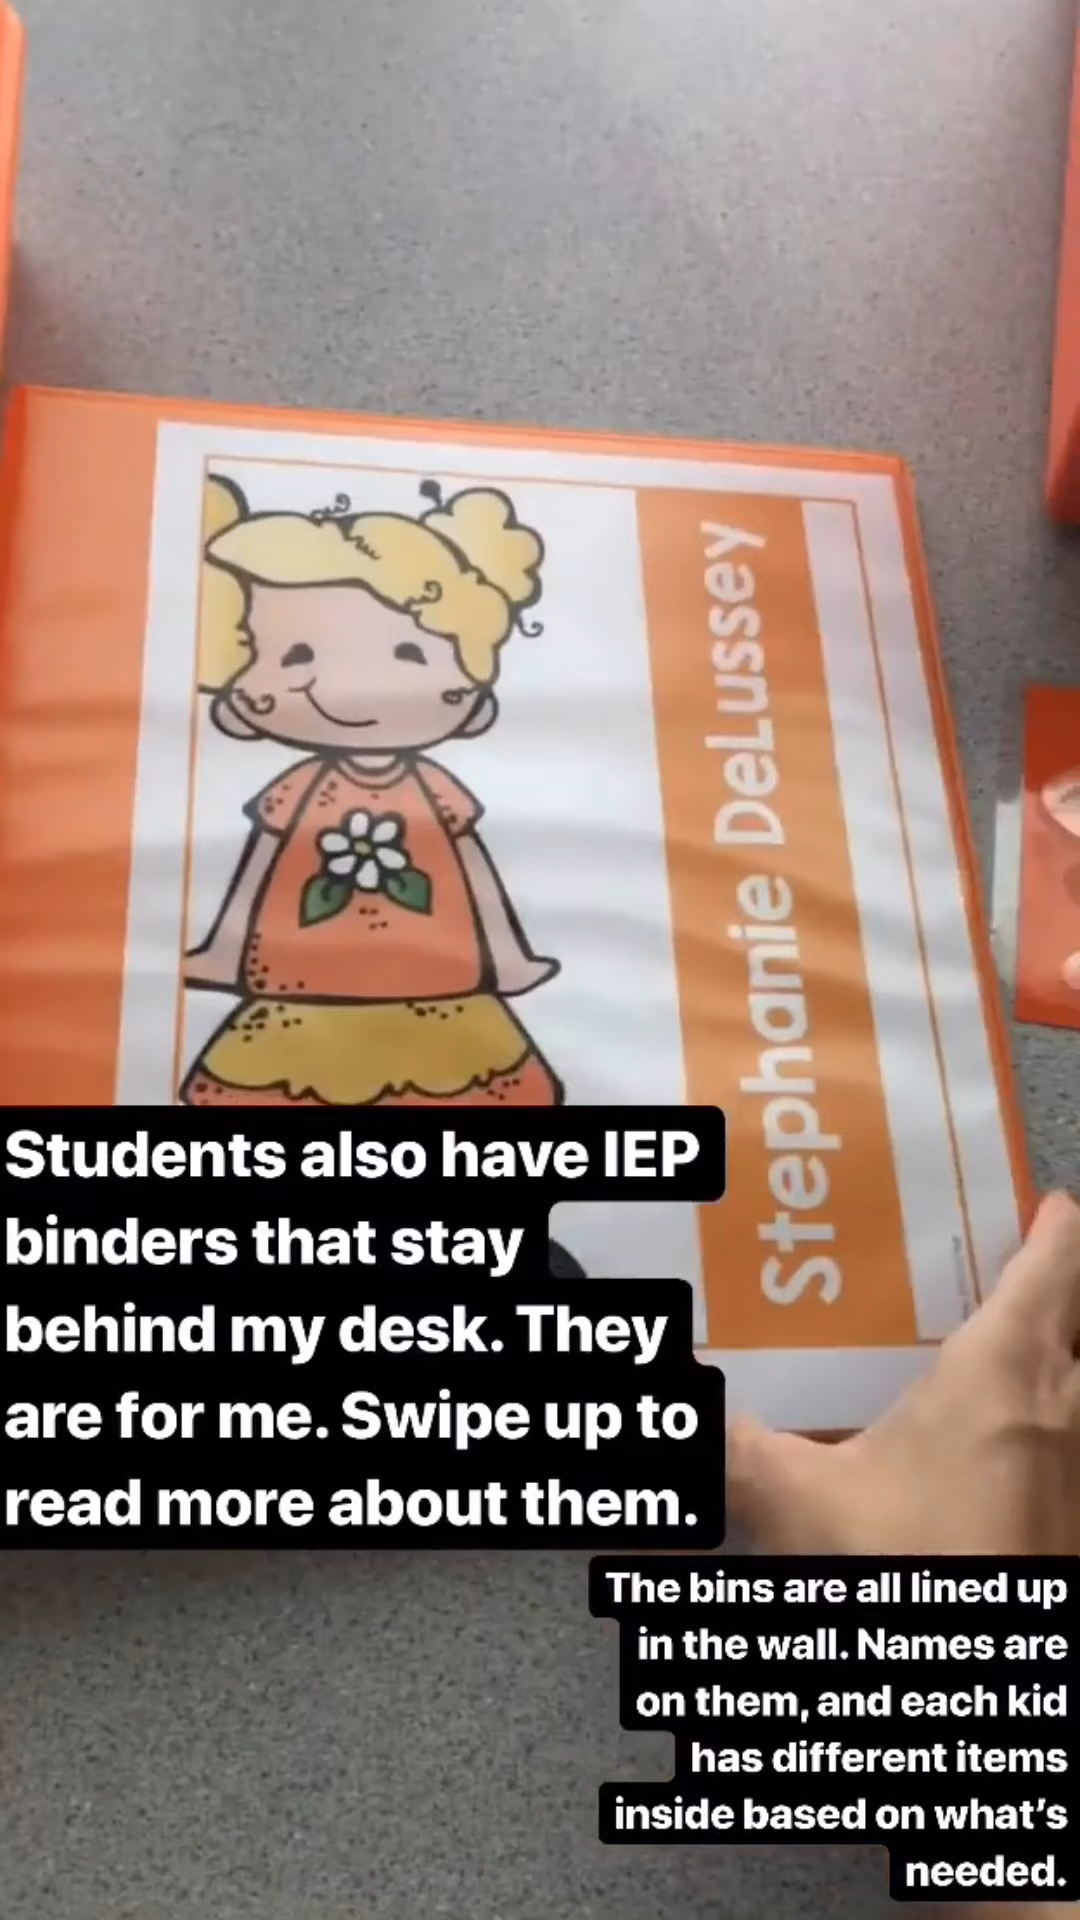 Stephanie DeLussey
Students also have IEP
binders that stay
behind my desk. They
are for me. Swipe up to
read more about them.
The bins are all lined up
in the wall. Names are
on them, and each kid
has different items
inside based on what's
needed.